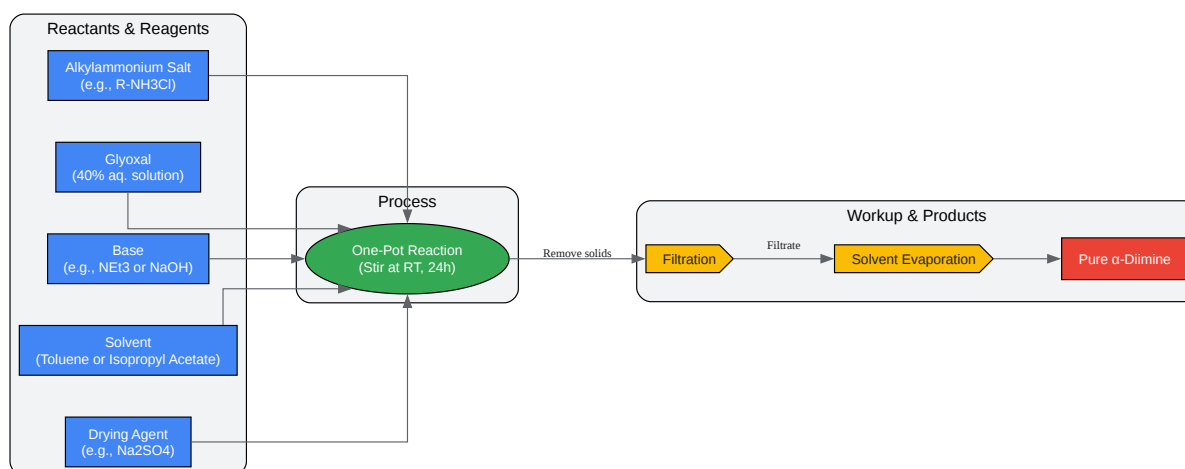 Reactants & Reagents
Alkylammonium Salt
(e.g., R-NH3Cl)
Glyoxal
(40% aq. solution)
Base
(e.g., NEt3 or NaOH)
Solvent
(Toluene or Isopropyl Acetate)
Drying Agent
(e.g., Na2SO4)
Process
One-Pot Reaction
(Stir at RT, 24h)
Remove solids
Workup & Products
Filtration
Filtrate
Solvent Evaporation
Pure α-Diimine